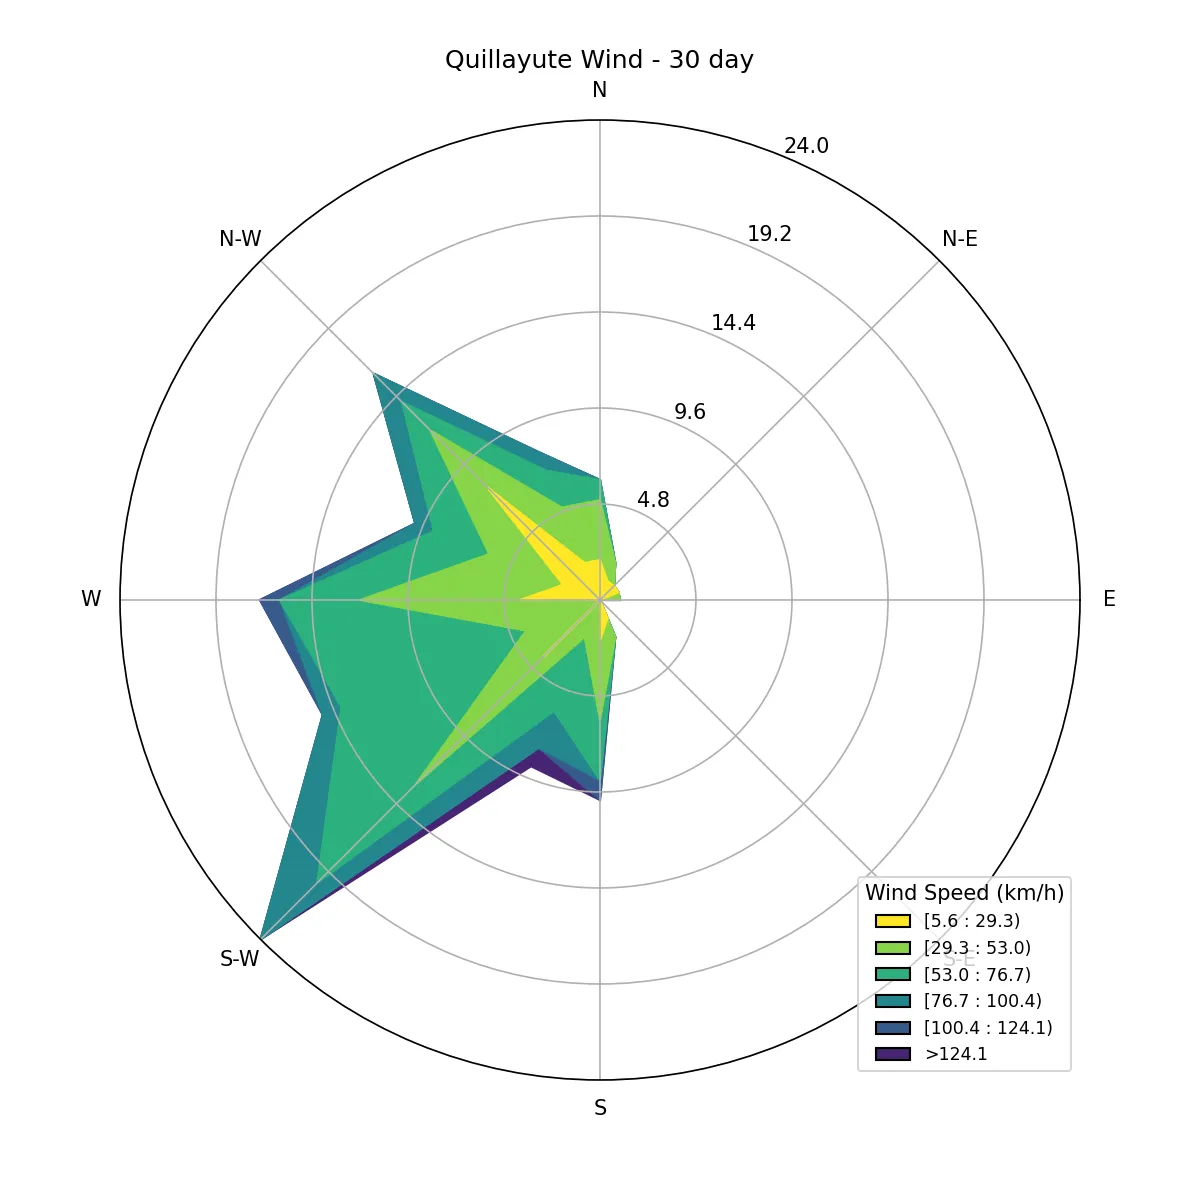 Quillayute Wind - 30 day
N
24.0
N-W
19.2
N-E
14.4
9.6
4.8
W
E
S-W
S-E
S
Wind Speed (km/h)
[5.6 : 29.3)
[29.3 : 53.0)
[53.0 : 76.7)
[76.7 : 100.4)
[100.4 : 124.1)
>124.1